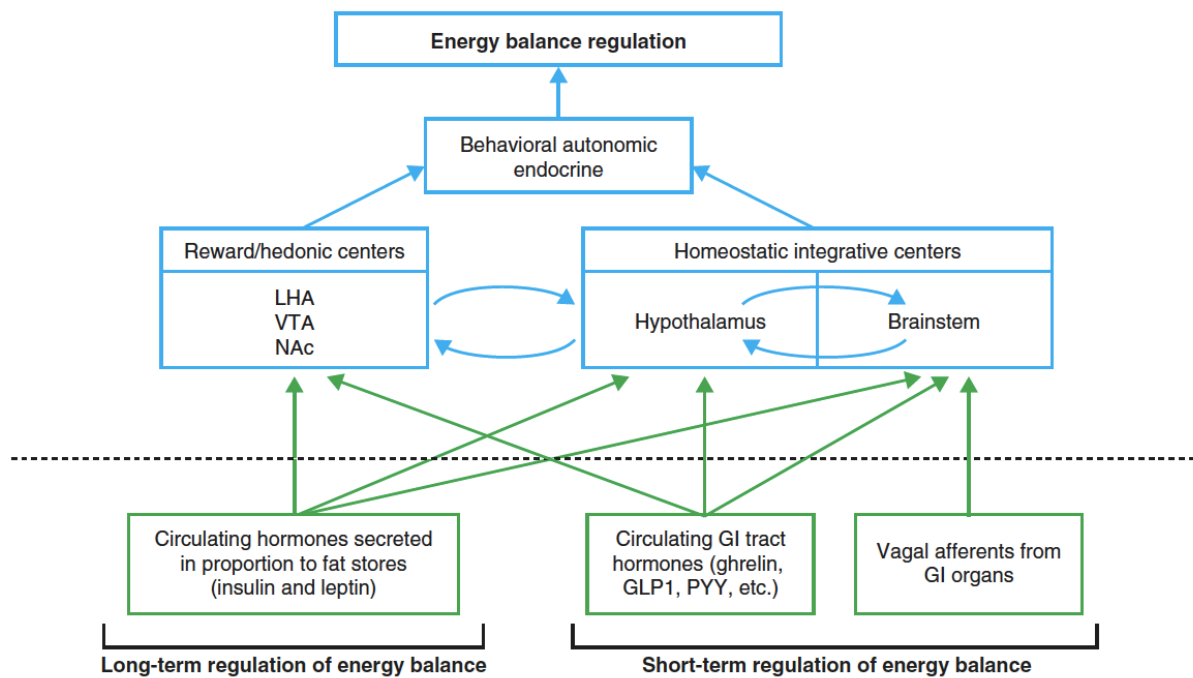 Energy balance regulation
Behavioral autonomic
endocrine
Reward/hedonic centers
LHA
VTA
NAc
Homeostatic integrative centers
Hypothalamus
Brainstem
Circulating hormones secreted
in proportion to fat stores
(insulin and leptin)
Circulating GI tract
hormones (ghrelin,
GLP1, PYY, etc.)
Vagal afferents from
GI organs
Long-term regulation of energy balance
Short-term regulation of energy balance